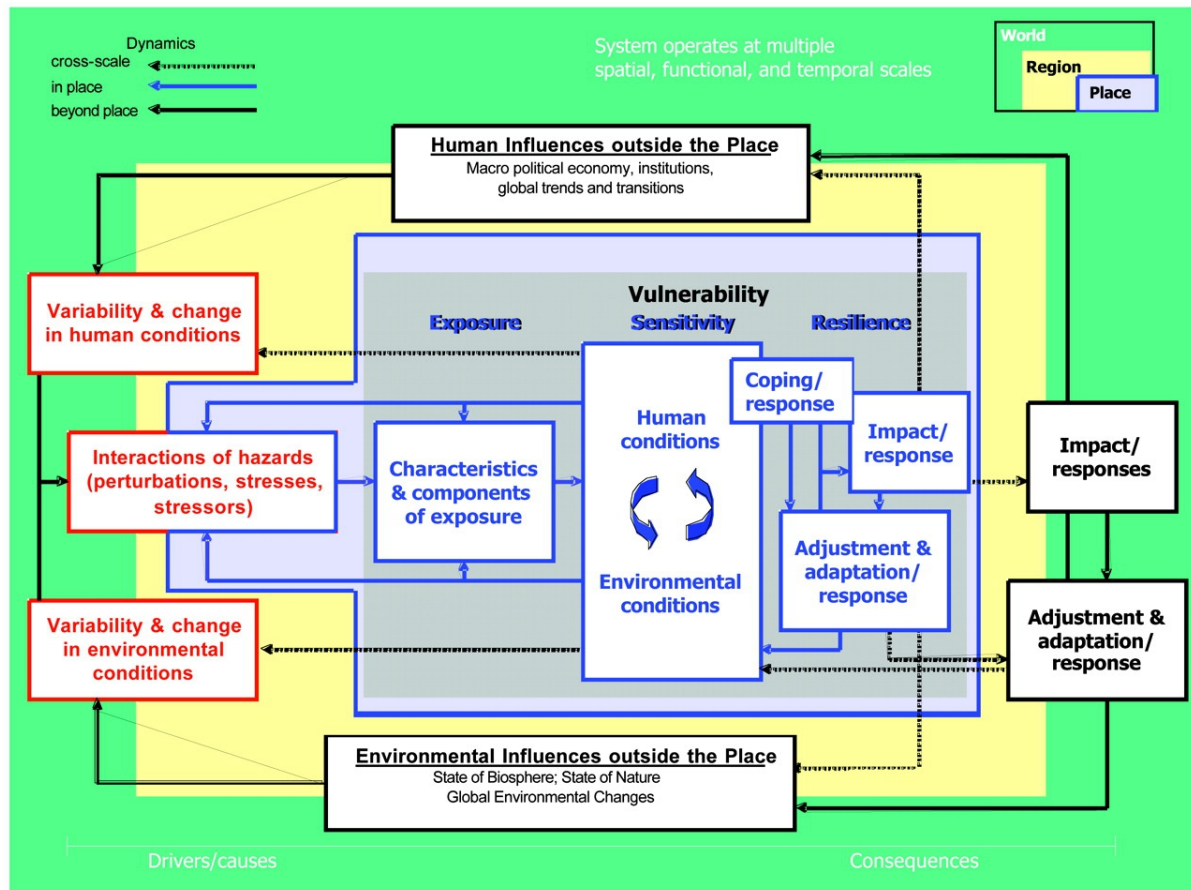 Dynamics
cross-scale
in place
beyond place
System operates at multiple
spatial, functional, and temporal scales
World
Region
Place
Human Influences outside the Place
Macro political economy, institutions,
global trends and transitions
Variability & change
in human conditions
Vulnerability
Exposure
Sensitivity
Resilience
Coping/
response
Human
conditions
Impact/
response
Impact/
responses
Interactions of hazards
(perturbations, stresses,
stressors)
Characteristics
& components
of exposure
Adjustment &
adaptation/
response
Environmental
conditions
Variability & change
in environmental
conditions
Adjustment &
adaptation/
response
Environmental Influences outside the Place
State of Biosphere; State of Nature
Global Environmental Changes
Drivers/causes
Consequences